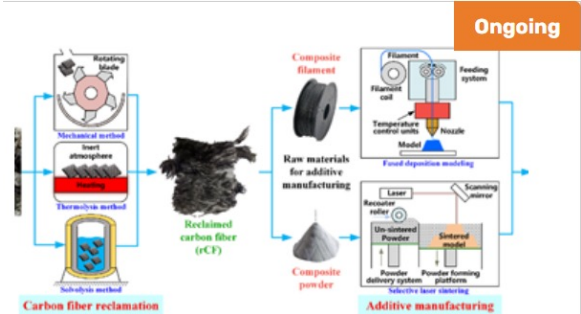 Ongoing
Rotating
blade
Mechanical method
Inert
atmosphere
Heating
Thermolysis method
Solvolysis method
Carbon fiber reclamation
Reclaimed
carbon fiber
(rCF)
Composite
filament
Raw materials
for additive
manufacturing
Composite
powder
Filament
Feeding
system
Filament
coil
Temperature
control units
Nozzle
Model
Fused deposition modeling
Laser
Scanning
mirror
Recoater
roller
Un-sintered
Powder
Sintered
model
Powder
delivery system
Powder forming
platform
Selective laser sintering
Additive manufacturing